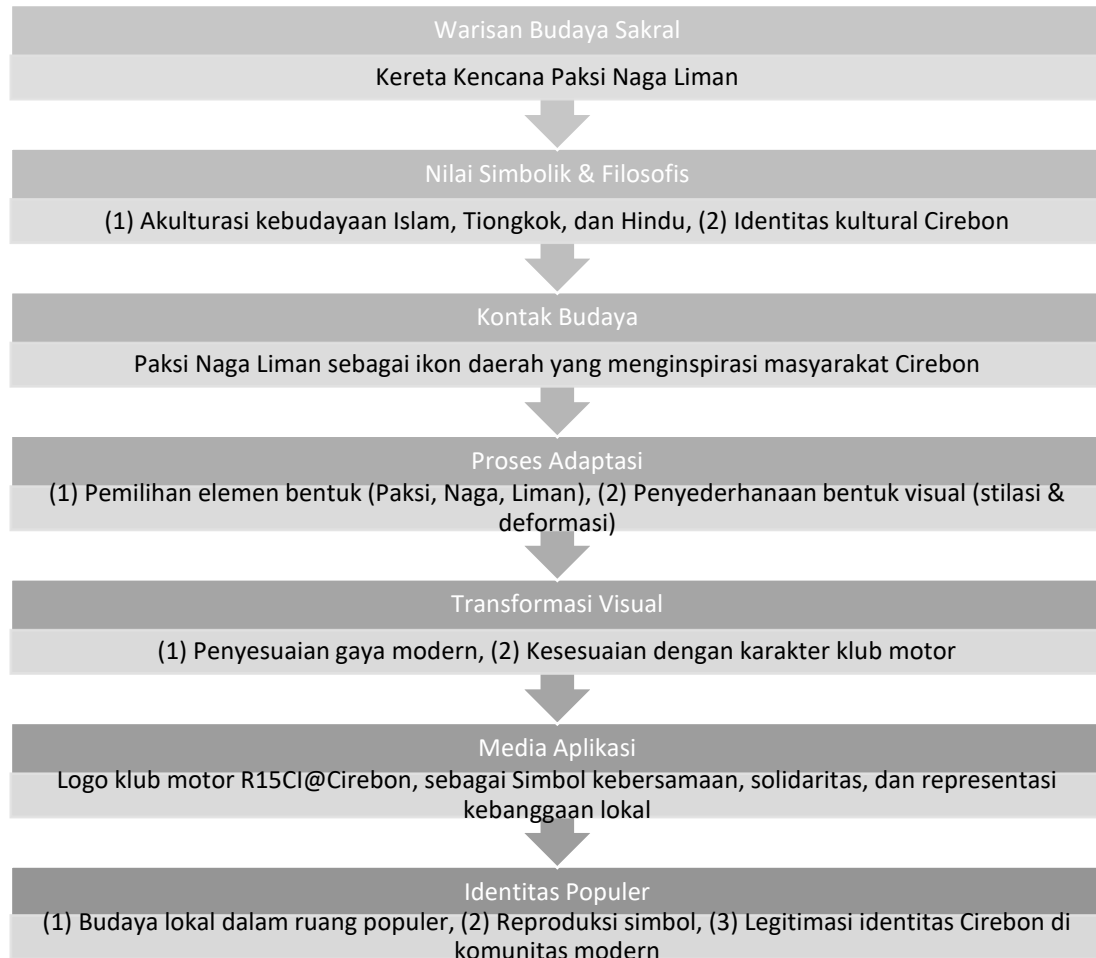 Warisan Budaya Sakral
Kereta Kencana Paksi Naga Liman
Nilai Simbolik & Filosofis
(1) Akulturasi kebudayaan Islam, Tiongkok, dan Hindu, (2) Identitas kultural Cirebon
Kontak Budaya
Paksi Naga Liman sebagai ikon daerah yang menginspirasi masyarakat Cirebon
Proses Adaptasi
(1) Pemilihan elemen bentuk (Paksi, Naga, Liman), (2) Penyederhanaan bentuk visual (stilasi &
deformasi)
Transformasi Visual
(1) Penyesuaian gaya modern, (2) Kesesuaian dengan karakter klub motor
Media Aplikasi
Logo klub motor R15CI@Cirebon, sebagai Simbol kebersamaan, solidaritas, dan representasi
kebanggaan lokal
Identitas Populer
(1) Budaya lokal dalam ruang populer, (2) Reproduksi simbol, (3) Legitimasi identitas Cirebon di
komunitas modern